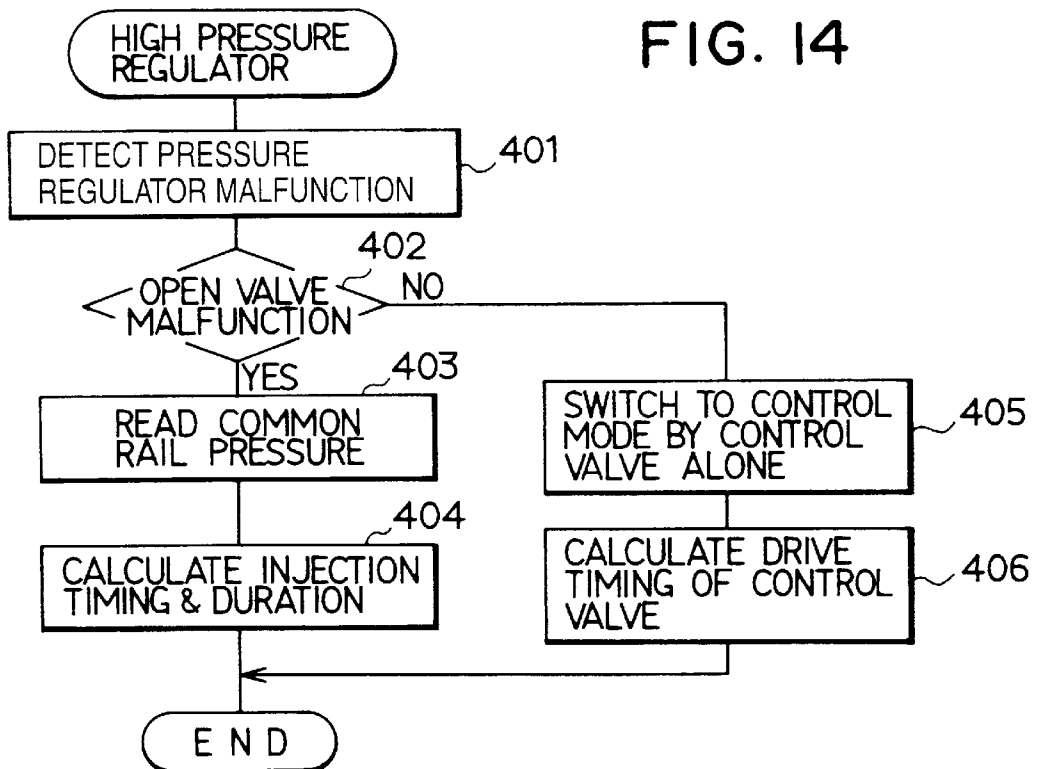 FIG. 14
HIGH PRESSURE
REGULATOR
DETECT PRESSURE
REGULATOR MALFUNCTION
401
OPEN VALVE
MALFUNCTION
402
NO
YES
403
READ COMMON
RAIL PRESSURE
404
CALCULATE INJECTION
TIMING & DURATION
SWITCH TO CONTROL
MODE BY CONTROL
VALVE ALONE
405
CALCULATE DRIVE
TIMING OF CONTROL
VALVE
406
END